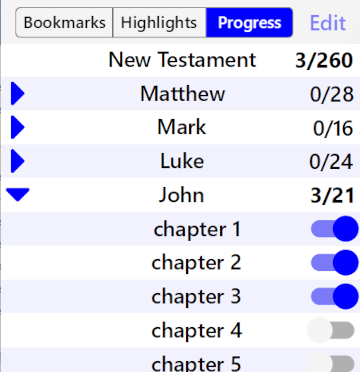 Bookmarks Highlights Progress Edit
New Testament 3/260
Matthew 0/28
Mark 0/16
Luke 0/24
John 3/21
chapter 1
chapter 2
chapter 3
chapter 4
chapter 5